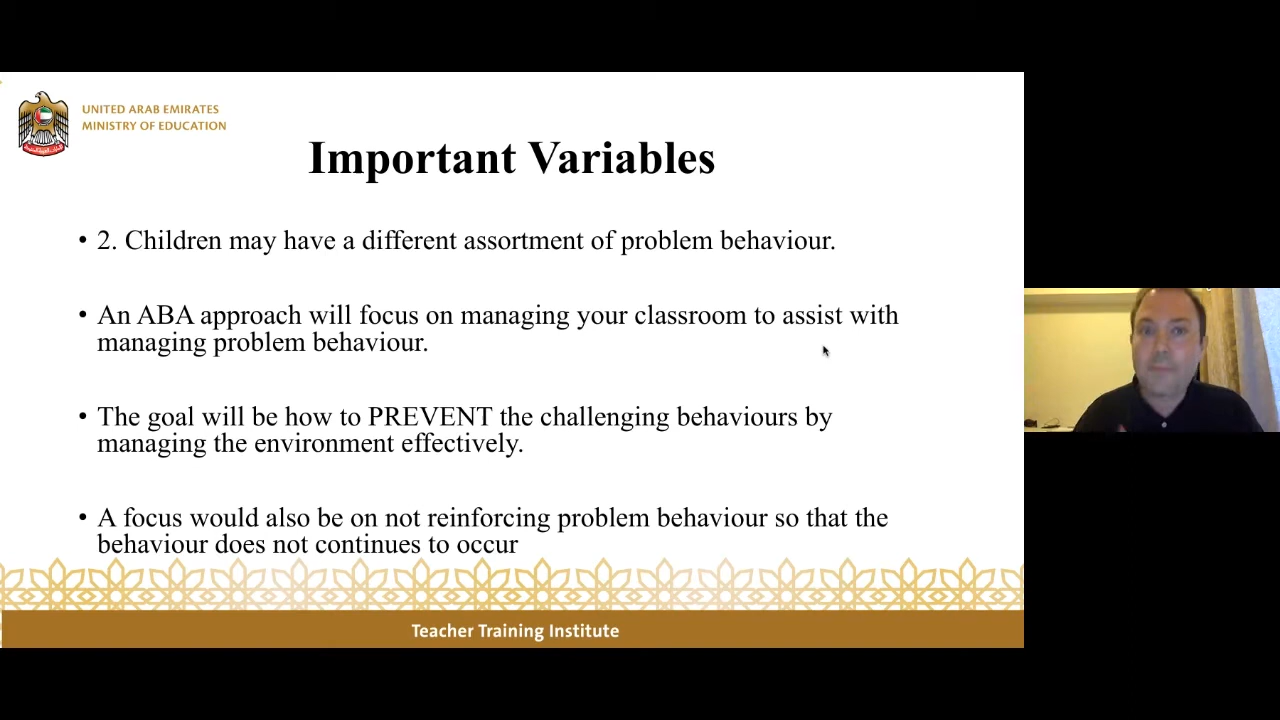 UNITED ARAB EMIRATES
MINISTRY OF EDUCATION
Important Variables
• 2. Children may have a different assortment of problem behaviour.
• An ABA approach will focus on managing your classroom to assist with
managing problem behaviour.
• The goal will be how to PREVENT the challenging behaviours by
managing the environment effectively.
• A focus would also be on not reinforcing problem behaviour so that the
behaviour does not continues to occur
Teacher Training Institute